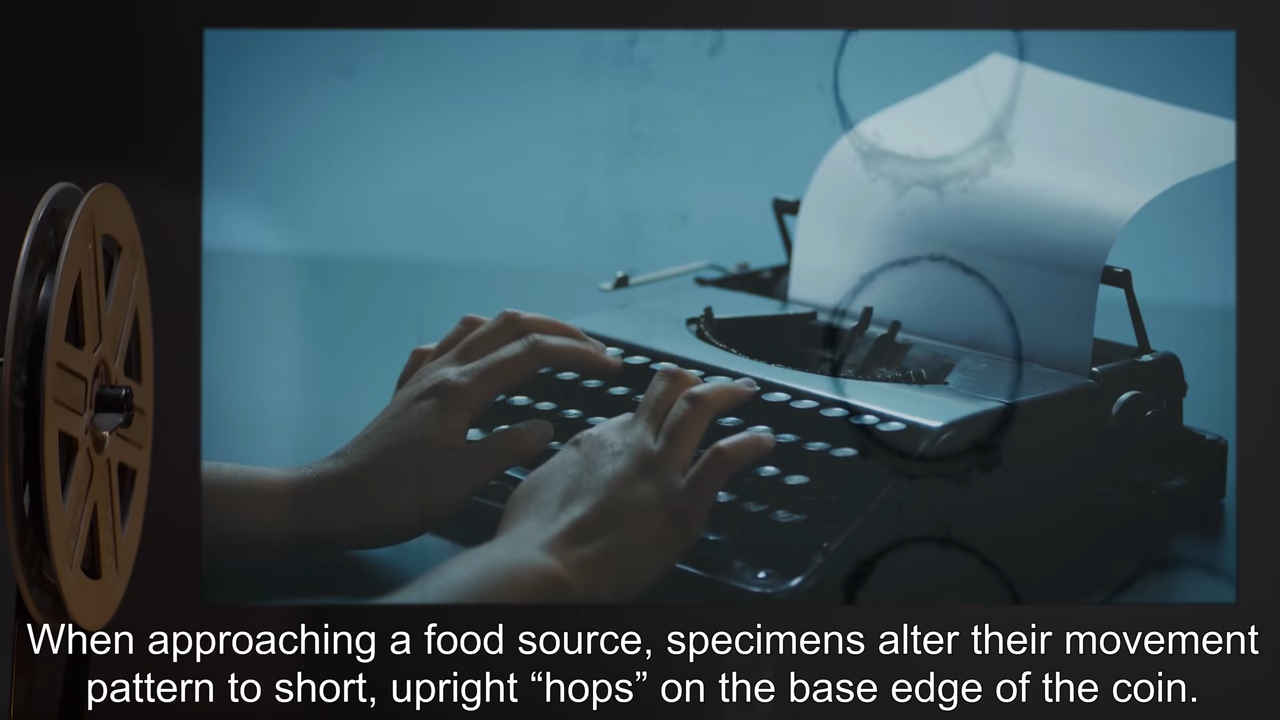 When approaching a food source, specimens alter their movement
pattern to short, upright “hops” on the base edge of the coin.